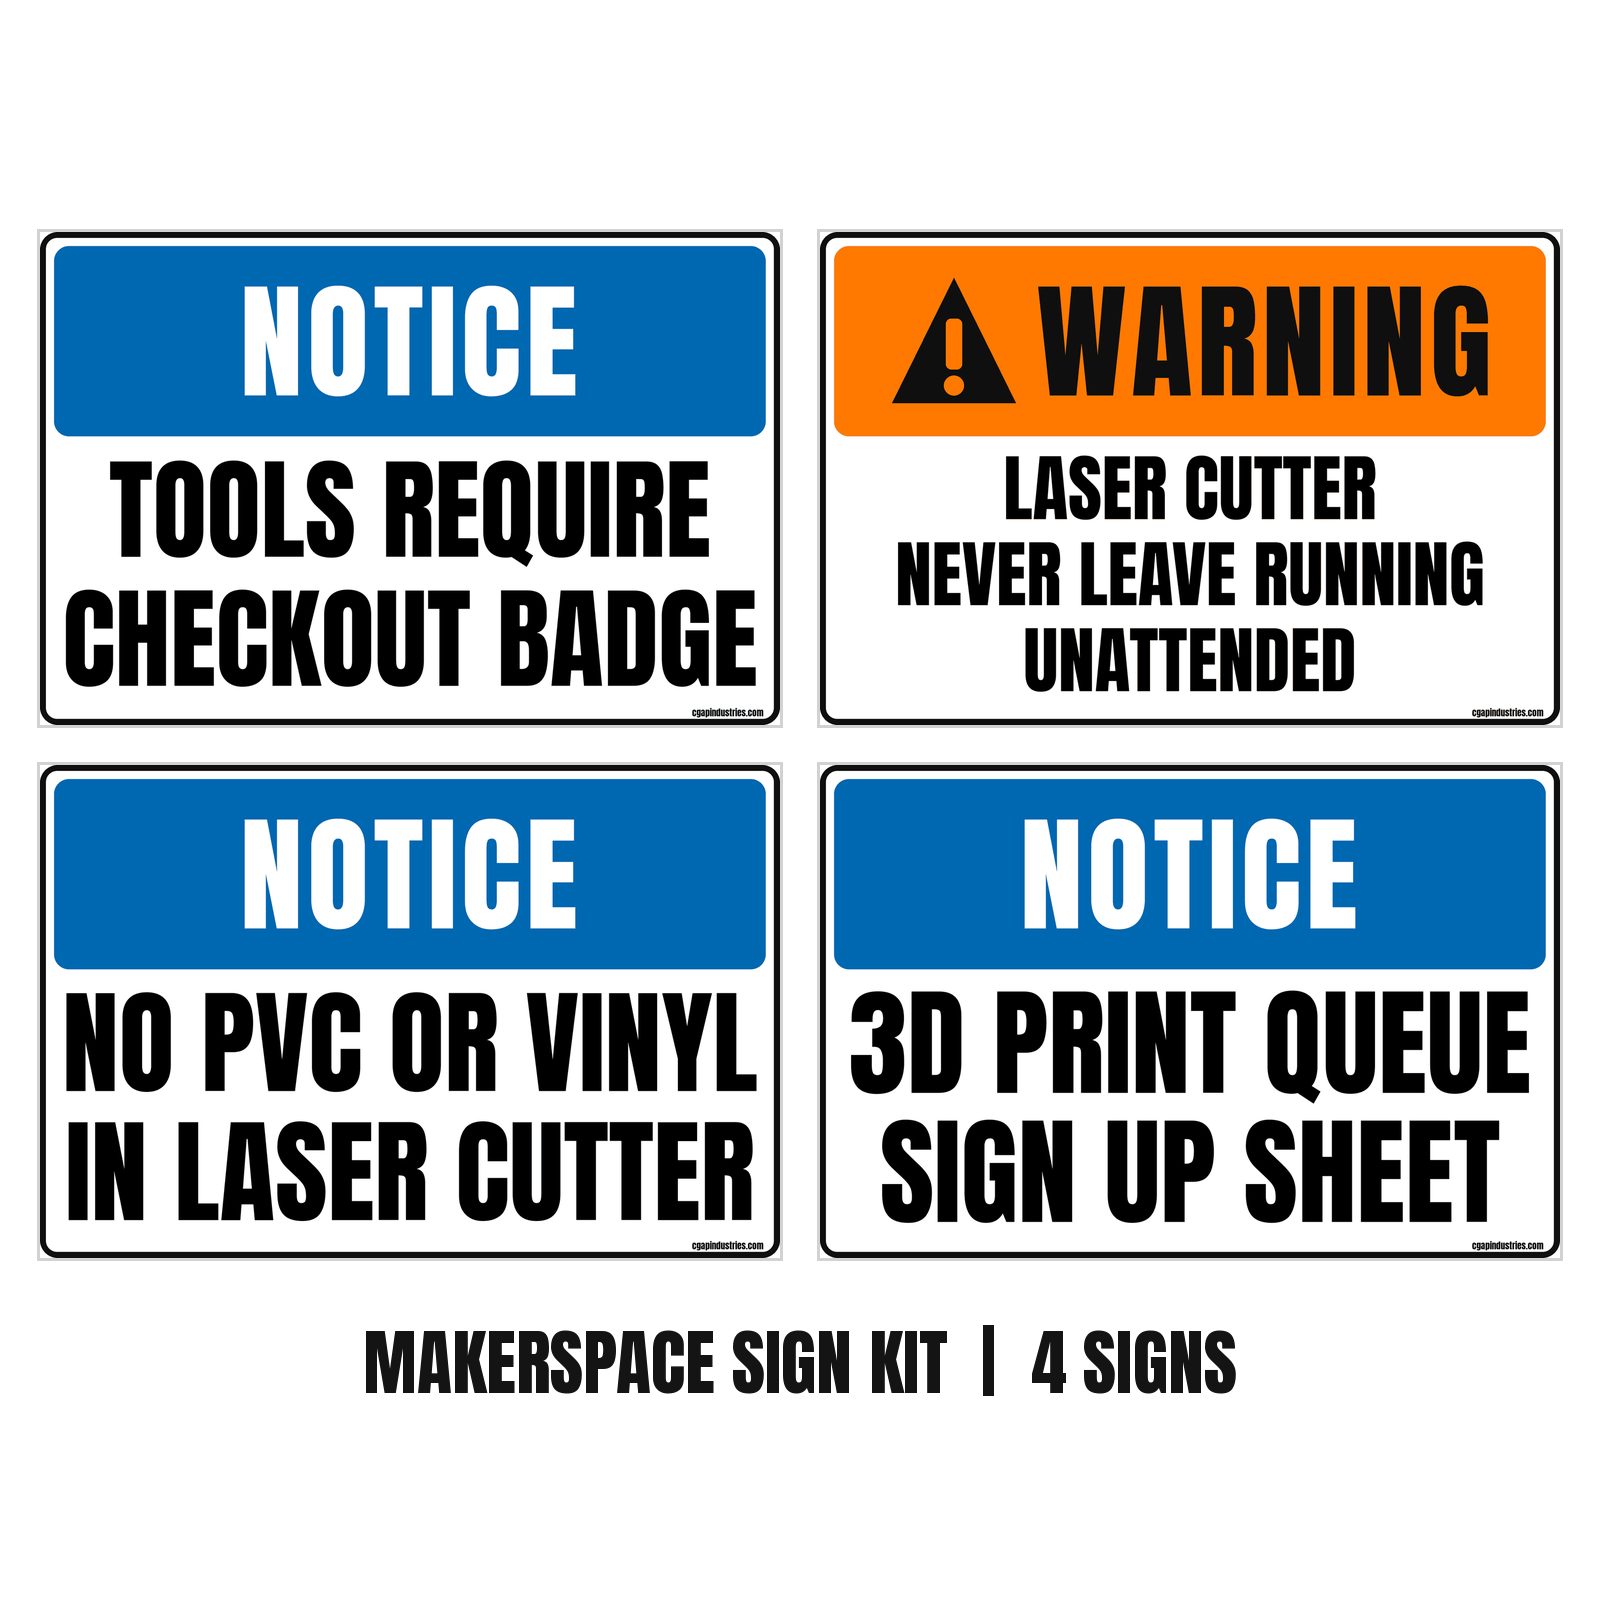 NOTICE
TOOLS REQUIRE
CHECKOUT BADGE
cgapindustries.com
WARNING
LASER CUTTER
NEVER LEAVE RUNNING
UNATTENDED
cgapindustries.com
NOTICE
NO PVC OR VINYL
IN LASER CUTTER
cgapindustries.com
NOTICE
3D PRINT QUEUE
SIGN UP SHEET
cgapindustries.com
MAKERSPACE SIGN KIT | 4 SIGNS